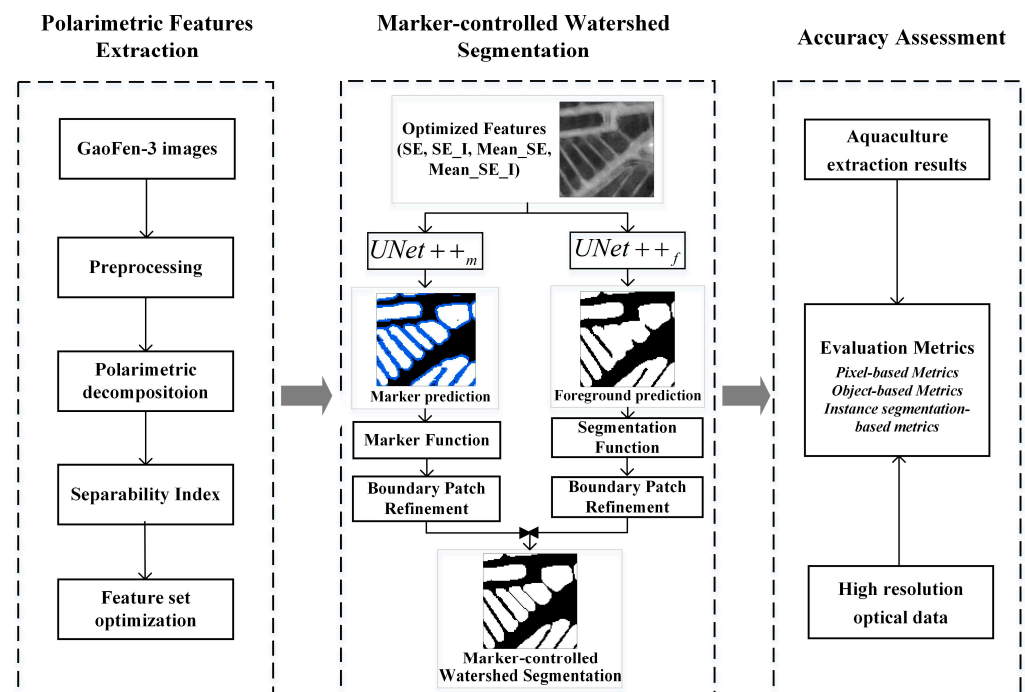 Polarimetric Features
Extraction
GaoFen-3 images
Preprocessing
Polarimetric
decompositoion
Separability Index
Feature set
optimization
Marker-controlled Watershed
Segmentation
Optimized Features
(SE, SE_I, Mean_SE,
Mean_SE_I)
UNet ++m
UNet ++f
Marker prediction
Foreground prediction
Marker Function
Segmentation
Function
Boundary Patch
Refinement
Boundary Patch
Refinement
Marker-controlled
Watershed Segmentation
Accuracy Assessment
Aquaculture
extraction results
Evaluation Metrics
Pixel-based Metrics
Object-based Metrics
Instance segmentation-
based metrics
High resolution
optical data